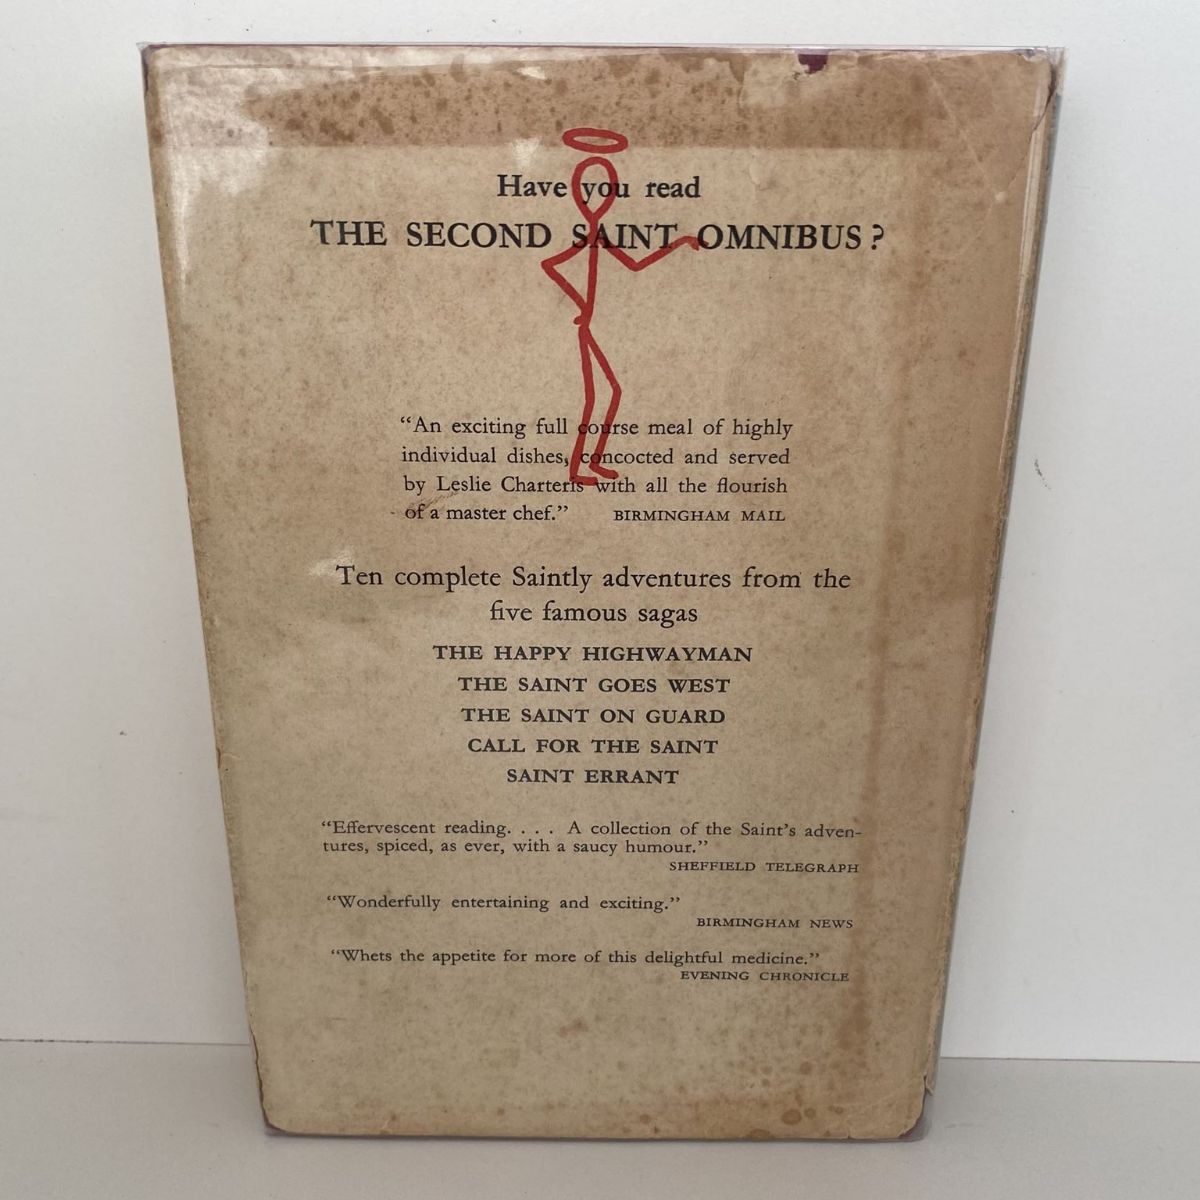 Have you read
THE SECOND SAINT OMNIBUS?
“An exciting full course meal of highly
individual dishes, concocted and served
by Leslie Charteris with all the flourish
of a master chef.” BIRMINGHAM MAIL
Ten complete Saintly adventures from the
five famous sagas
THE HAPPY HIGHWAYMAN
THE SAINT GOES WEST
THE SAINT ON GUARD
CALL FOR THE SAINT
SAINT ERRANT
“Effervescent reading. . . . A collection of the Saint’s adven-
tures, spiced, as ever, with a saucy humour.”
SHEFFIELD TELEGRAPH
“Wonderfully entertaining and exciting.”
BIRMINGHAM NEWS
“Whets the appetite for more of this delightful medicine.”
EVENING CHRONICLE